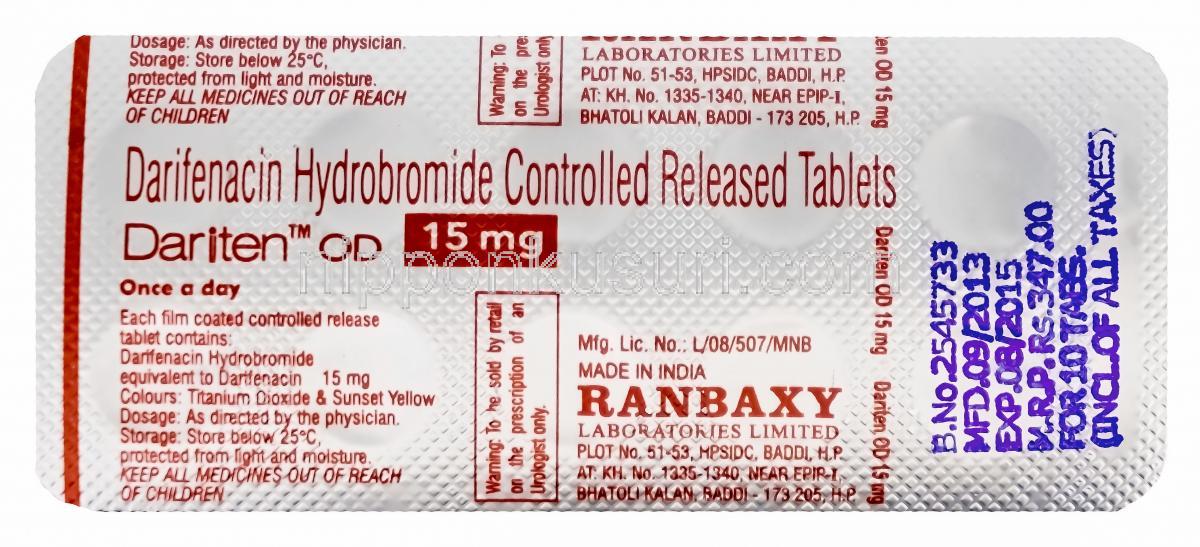 Dosage: As directed by the physician.
Storage: Store below 25°C,
protected from light and moisture.
KEEP ALL MEDICINES OUT OF REACH
OF CHILDREN
Warning: To
on the pre
Urologist only
RANBAXY
LABORATORIES LIMITED
PLOT No. 51-53, HPSIDC, BADDI, H.P.
AT: KH. No. 1335-1340, NEAR EPIP-I,
BHATOLI KALAN, BADDI - 173 205, H.P.
en OD 15 mg
Darifenacin Hydrobromide Controlled Released Tablets
Dariten™ OD 15 mg
Once a day
Each film coated controlled release
tablet contains:
Darifenacin Hydrobromide
equivalent to Darifenacin 15 mg
Colours: Titanium Dioxide & Sunset Yellow
Dosage: As directed by the physician.
Storage: Store below 25°C,
protected from light and moisture.
KEEP ALL MEDICINES OUT OF REACH
OF CHILDREN
Warning: To he sold by retail
on the prescription of an
Urologist only.
Mfg. Lic. No.: L/08/507/MNB
MADE IN INDIA
RANBAXY
LABORATORIES LIMITED
PLOT No. 51-53, HPSIDC, BADDI, H.P.
AT: KH. No. 1335-1340, NEAR EPIP-I,
BHATOLI KALAN, BADDI - 173 205, H.P.
Dariten OD 15 mg
Dariten OD 15 mg
B.No.2545733
MFD.09/2013
EXP.08/2015
M.R.P.Rs.347.00
FOR 10 TABS.
(INCL.OF ALL TAXES)
nipponkusuri.com